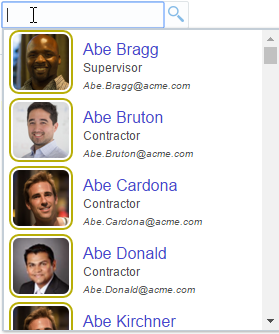 Abe Bragg
Supervisor
Abe.Bragg@acme.com
Abe Bruton
Contractor
Abe.Bruton@acme.com
Abe Cardona
Contractor
Abe.Cardona@acme.com
Abe Donald
Contractor
Abe.Donald@acme.com
Abe Kirchner